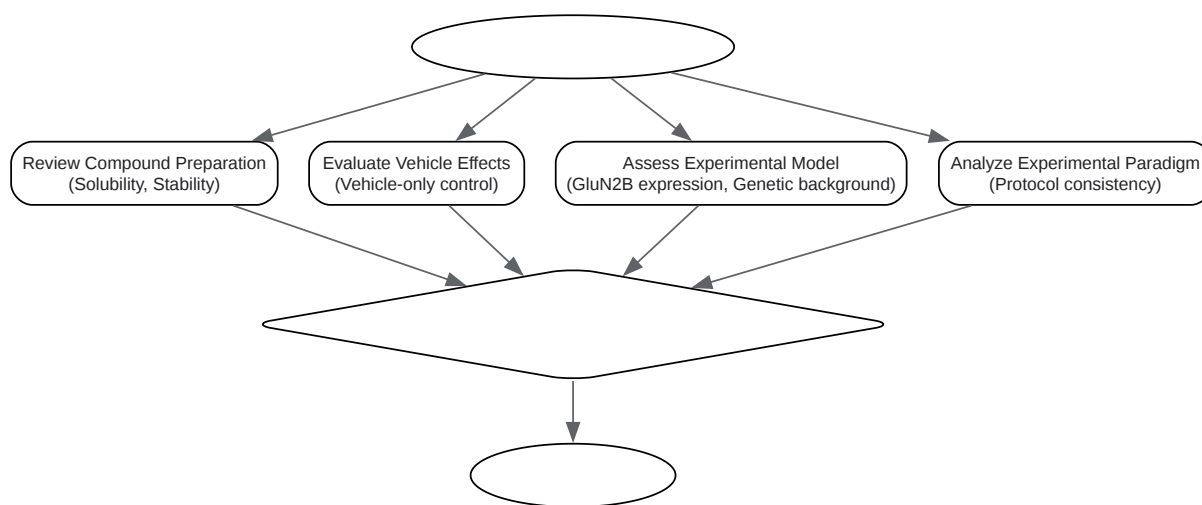 Review Compound Preparation
(Solubility, Stability)
Evaluate Vehicle Effects
(Vehicle-only control)
Assess Experimental Model
(GluN2B expression, Genetic background)
Analyze Experimental Paradigm
(Protocol consistency)